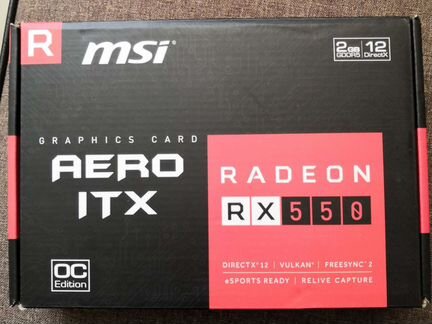 R msi
2GB GDDR5 12 DirectX
GRAPHICS CARD
AERO
ITX
RADEON
RX 550
OC
Edition
DIRECTX® 12 | VULKAN® | FREESYNC™ 2
eSPORTS READY | RELIVE CAPTURE